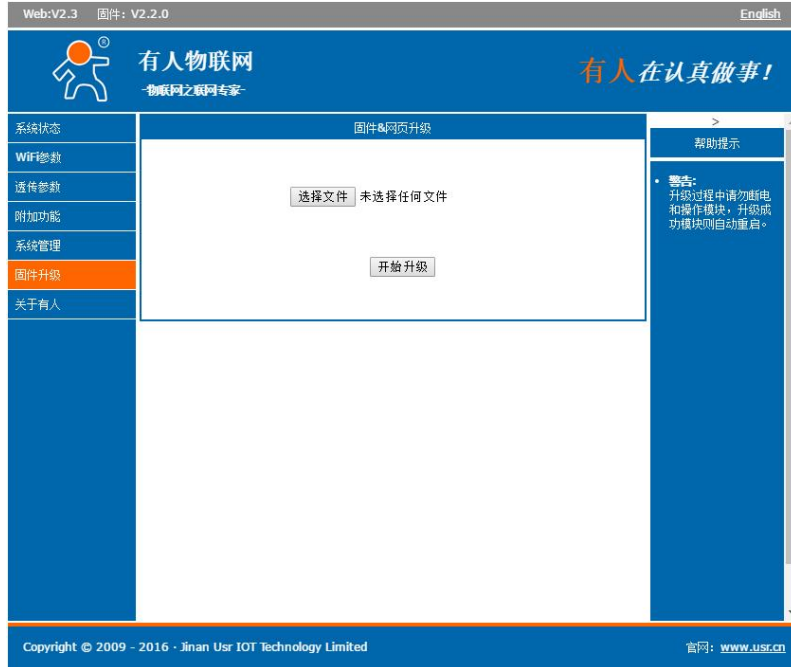 Web:V2.3 固件：V2.2.0 English
®
有人物联网
-物联网之联网专家-
有人在认真做事！
系统状态
WiFi参数
透传参数
附加功能
系统管理
固件升级
关于有人
固件&网页升级
选择文件 未选择任何文件
开始升级
>
帮助提示
• 警告:
升级过程中请勿断电
和操作模块，升级成
功模块则自动重启。
Copyright © 2009 - 2016 · Jinan Usr IOT Technology Limited 官网：www.usr.cn